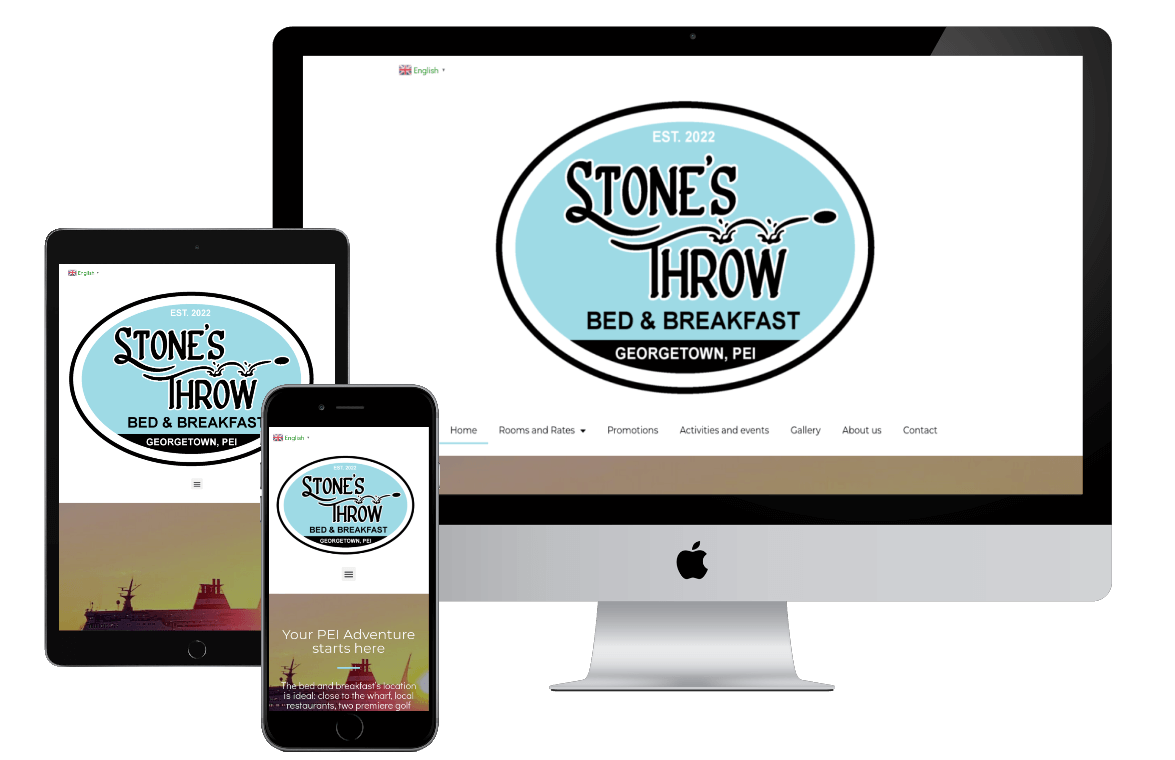 English
EST. 2022
STONE'S
THROW
BED & BREAKFAST
GEORGETOWN, PEI
Home Rooms and Rates Promotions Activities and events Gallery About us Contact
English
EST. 2022
STONE'S
THROW
BED & BREAKFAST
GEORGETOWN, PEI
English
EST. 2022
STONE'S
THROW
BED & BREAKFAST
GEORGETOWN, PEI
Your PEI Adventure
starts here
The bed and breakfast's location
is ideal: close to the wharf, local
restaurants, two premiere golf